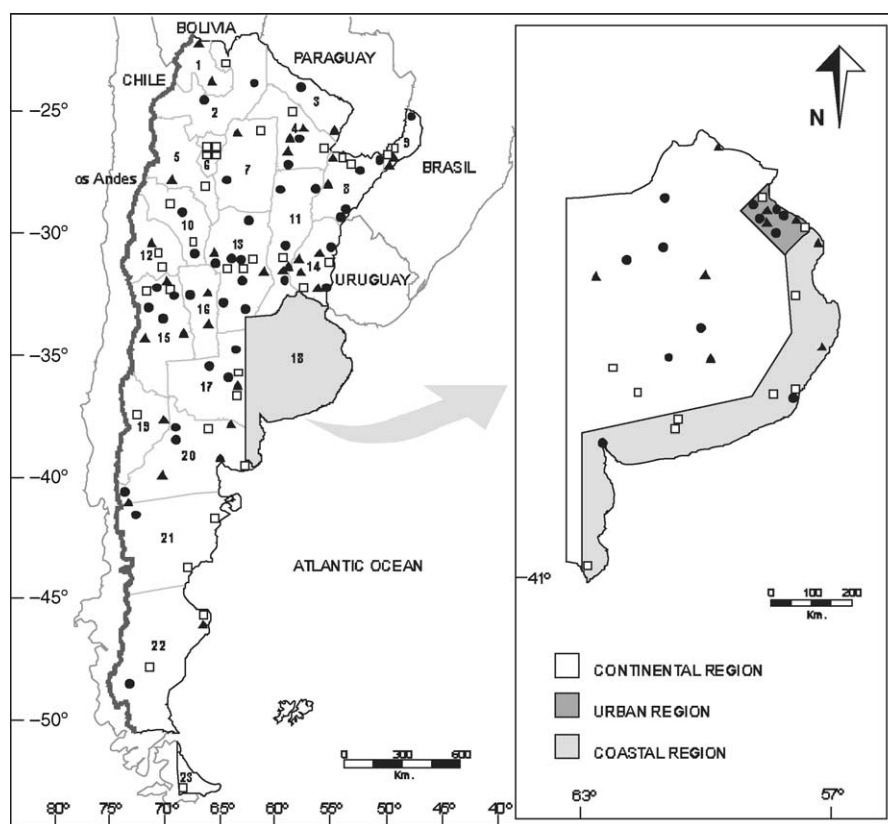 BOLIVIA
PARAGUAY
CHILE
BRASIL
os Andes
URUGUAY
ATLANTIC OCEAN
1
2
3
4
5
6
7
8
9
10
11
12
13
14
15
16
17
18
19
20
21
22
23
−25°
−30°
−35°
−40°
−45°
−50°
80°
75°
70°
65°
60°
55°
50°
45°
40°
0 300 600
Km.
N
41°
0 100 200
Km.
CONTINENTAL REGION
URBAN REGION
COASTAL REGION
63°
57°